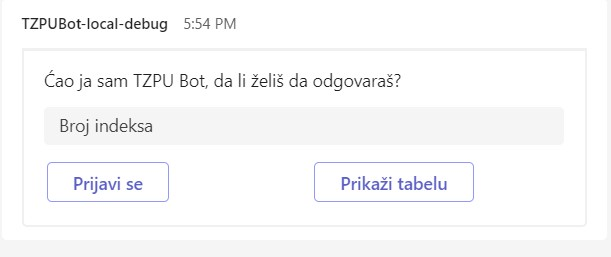 TZPUBot-local-debug 5:54 PM
Ćao ja sam TZPU Bot, da li želiš da odgovaraš?
Broj indeksa
Prijavi se Prikaži tabelu